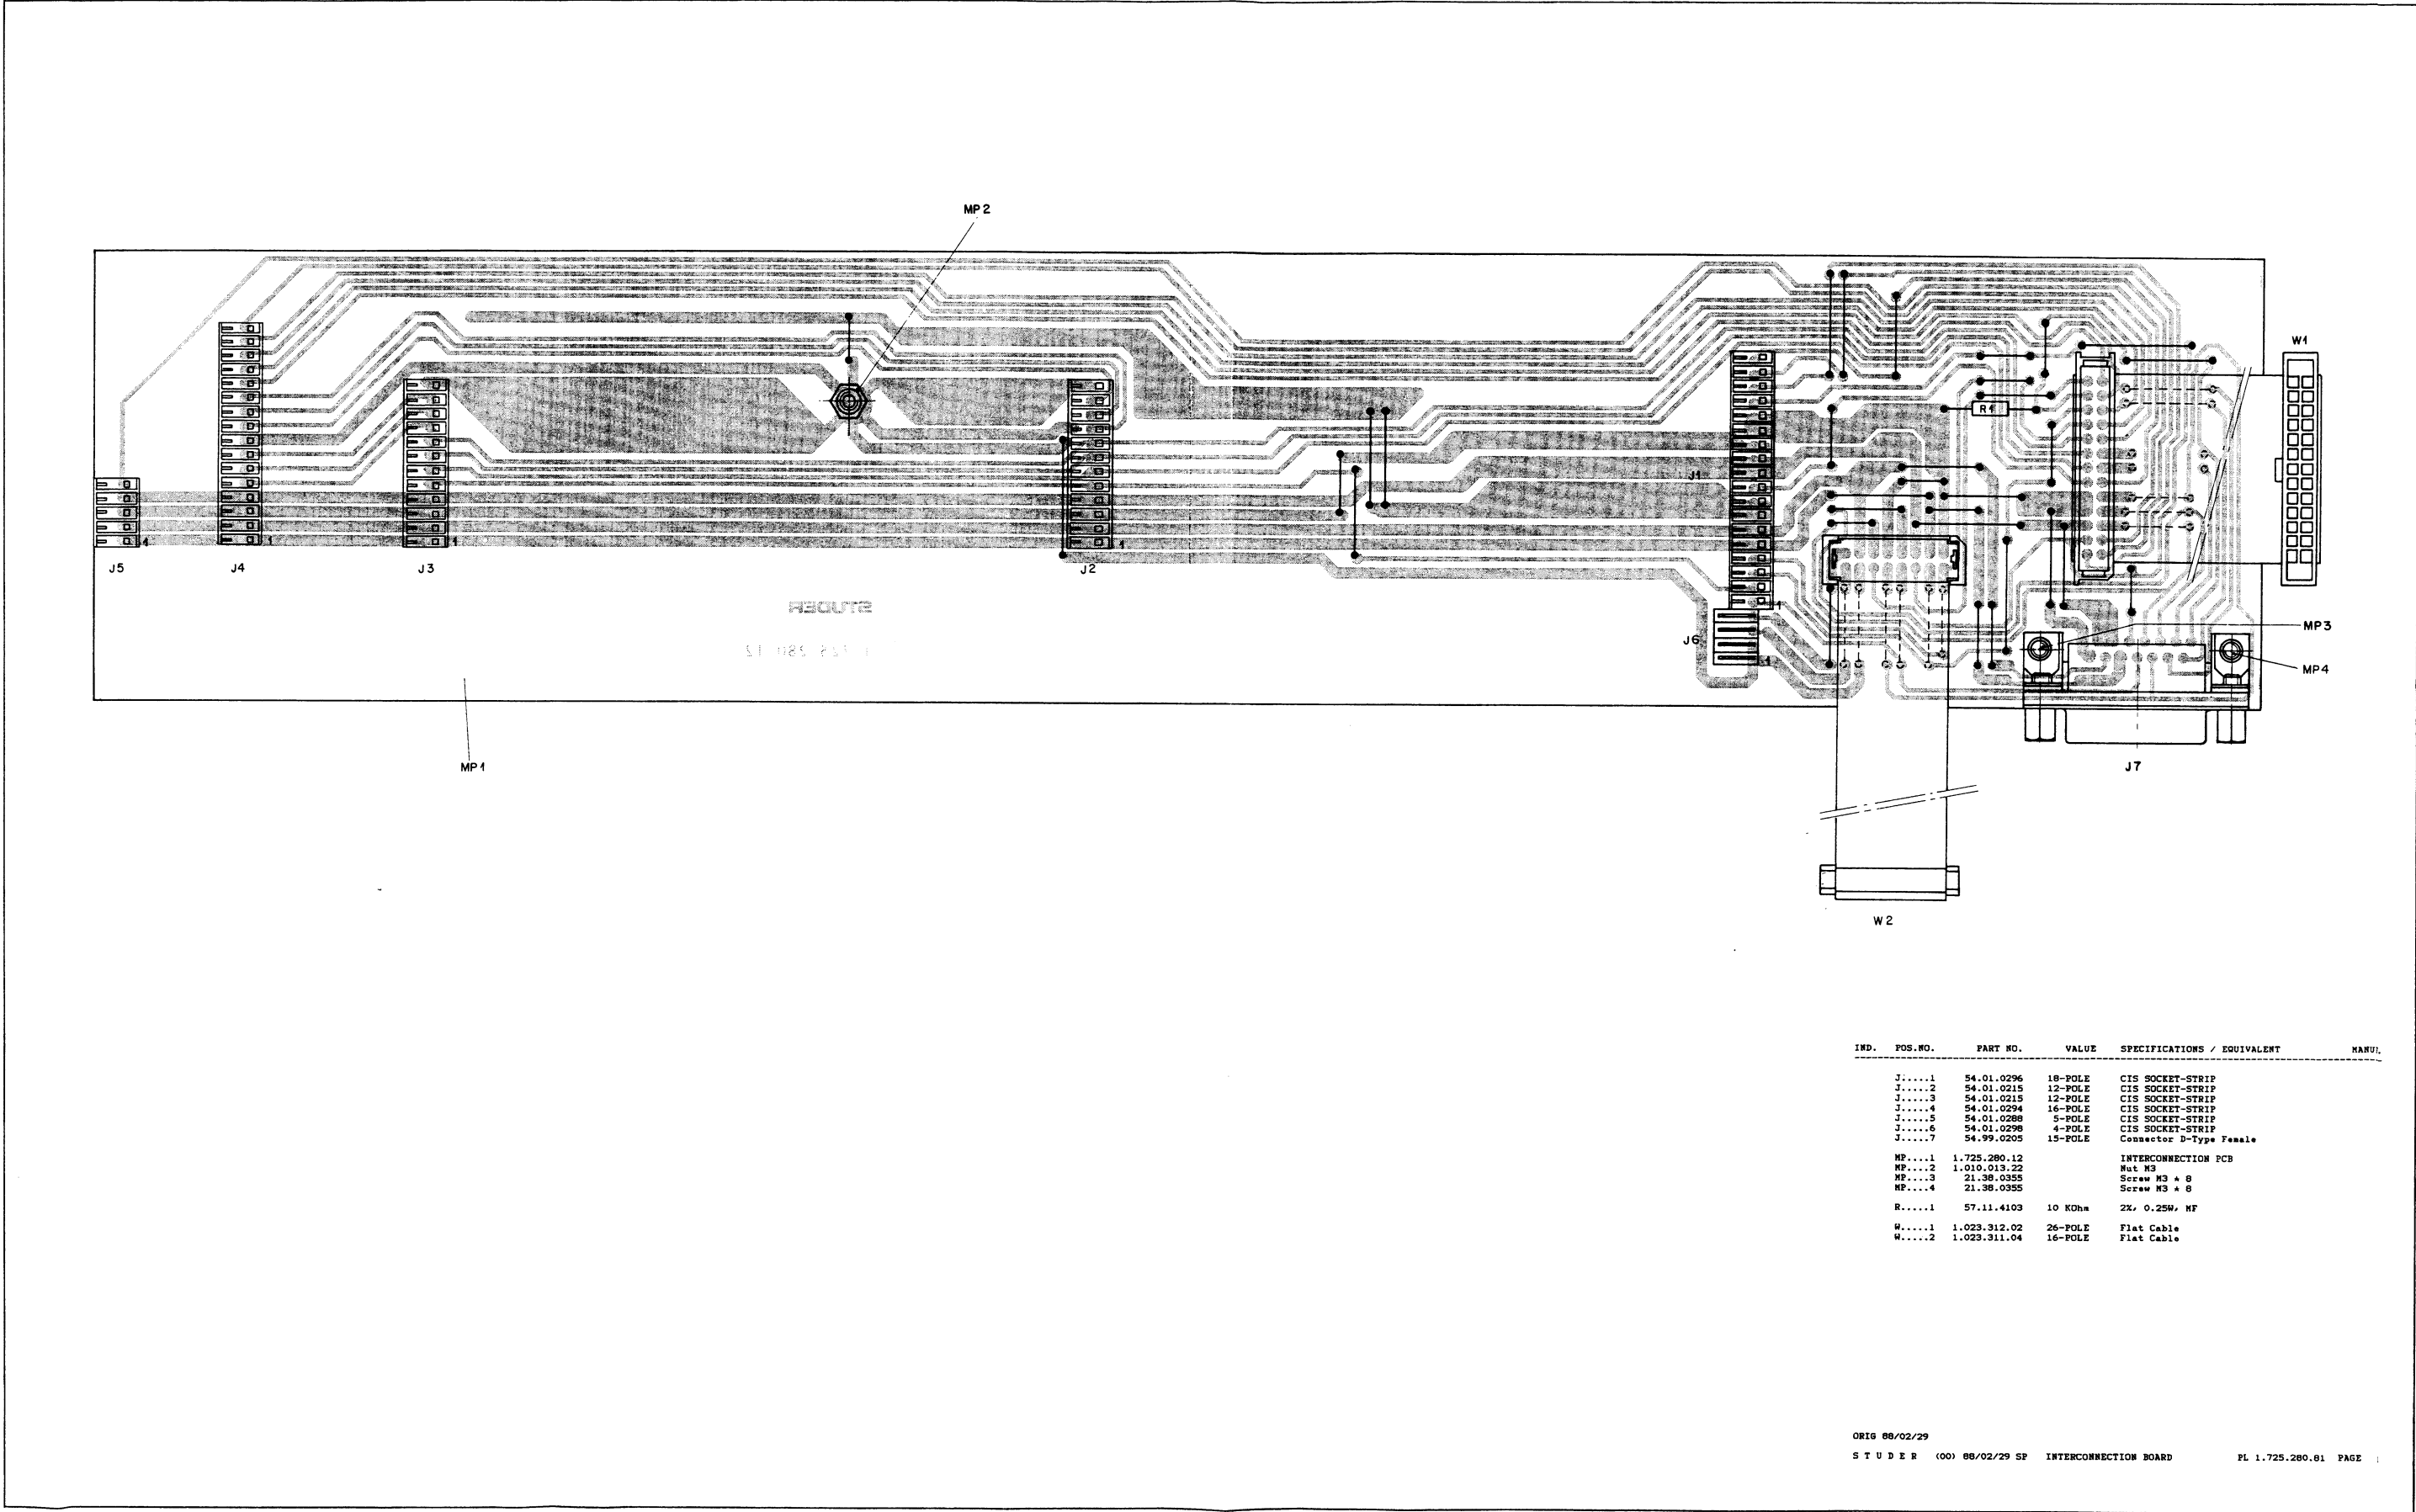 MP2
W1
R1
J1
1
1
1
1
1
J5
J4
J3
J2
STUDER
J6
1
MP3
MP4
MP1
J7
W2
IND. POS.NO. PART NO. VALUE SPECIFICATIONS / EQUIVALENT MANUF.
J.....1 54.01.0296 18-POLE CIS SOCKET-STRIP
J.....2 54.01.0215 12-POLE CIS SOCKET-STRIP
J.....3 54.01.0215 12-POLE CIS SOCKET-STRIP
J.....4 54.01.0294 16-POLE CIS SOCKET-STRIP
J.....5 54.01.0288 5-POLE CIS SOCKET-STRIP
J.....6 54.01.0298 4-POLE CIS SOCKET-STRIP
J.....7 54.99.0205 15-POLE Connector D-Type Female
MP....1 1.725.280.12 INTERCONNECTION PCB
MP....2 1.010.013.22 Nut M3
MP....3 21.38.0355 Screw M3 * 8
MP....4 21.38.0355 Screw M3 * 8
R.....1 57.11.4103 10 KOhm 2%, 0.25W, MF
W.....1 1.023.312.02 26-POLE Flat Cable
W.....2 1.023.311.04 16-POLE Flat Cable
ORIG 88/02/29
S T U D E R (00) 88/02/29 SP INTERCONNECTION BOARD PL 1.725.280.81 PAGE